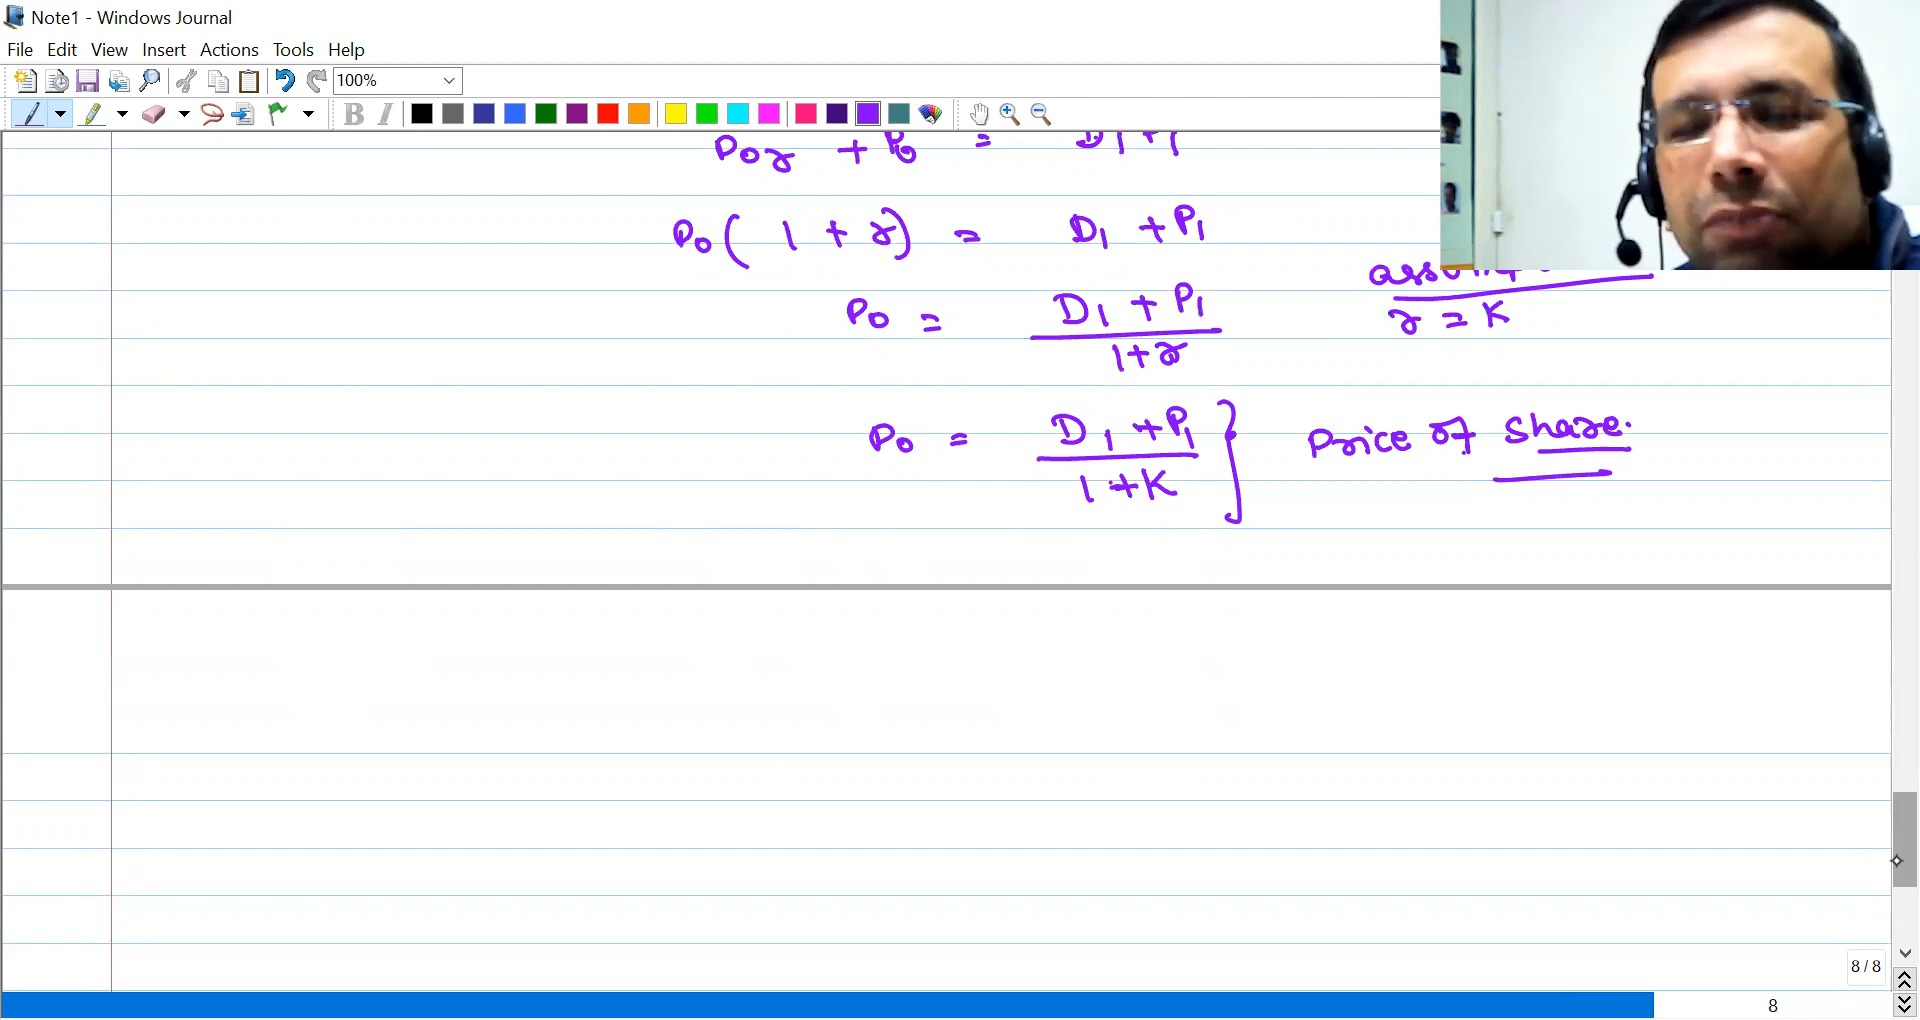 Note1 - Windows Journal
File Edit View Insert Actions Tools Help
100%
B I
P0r + P0 = D1+P
P0( 1 + r) = D1 + P1
r = K
P0 = D1 + P1
1+r
P0 = D1 + P1 } Price of Share.
1+K
8 / 8
8